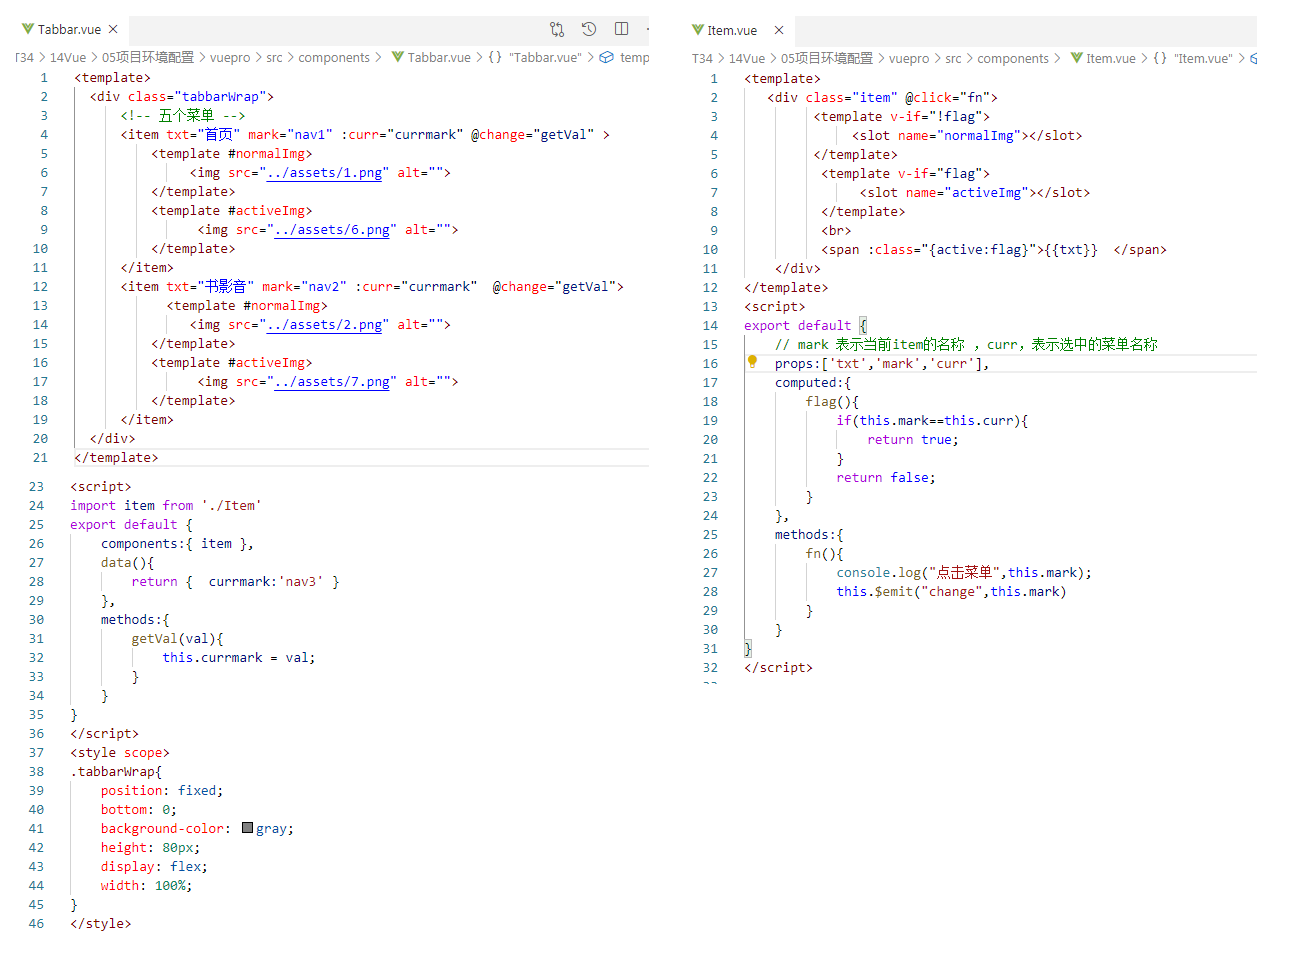 Tabbar.vue
T34 > 14Vue > 05项目环境配置 > vuepro > src > components > Tabbar.vue > {} "Tabbar.vue" > temp
1 <template>
2 <div class="tabbarWrap">
3 <!-- 五个菜单 -->
4 <item txt="首页" mark="nav1" :curr="currmark" @change="getVal" >
5 <template #normalImg>
6 <img src="../assets/1.png" alt="">
7 </template>
8 <template #activeImg>
9 <img src="../assets/6.png" alt="">
10 </template>
11 </item>
12 <item txt="书影音" mark="nav2" :curr="currmark" @change="getVal">
13 <template #normalImg>
14 <img src="../assets/2.png" alt="">
15 </template>
16 <template #activeImg>
17 <img src="../assets/7.png" alt="">
18 </template>
19 </item>
20 </div>
21 </template>
23 <script>
24 import item from './Item'
25 export default {
26 components:{ item },
27 data(){
28 return { currmark:'nav3' }
29 },
30 methods:{
31 getVal(val){
32 this.currmark = val;
33 }
34 }
35 }
36 </script>
37 <style scope>
38 .tabbarWrap{
39 position: fixed;
40 bottom: 0;
41 background-color: gray;
42 height: 80px;
43 display: flex;
44 width: 100%;
45 }
46 </style>
Item.vue
T34 > 14Vue > 05项目环境配置 > vuepro > src > components > Item.vue > {} "Item.vue" >
1 <template>
2 <div class="item" @click="fn">
3 <template v-if="!flag">
4 <slot name="normalImg"></slot>
5 </template>
6 <template v-if="flag">
7 <slot name="activeImg"></slot>
8 </template>
9 <br>
10 <span :class="{active:flag}">{{txt}} </span>
11 </div>
12 </template>
13 <script>
14 export default {
15 // mark 表示当前item的名称 ，curr，表示选中的菜单名称
16 props:['txt','mark','curr'],
17 computed:{
18 flag(){
19 if(this.mark==this.curr){
20 return true;
21 }
22 return false;
23 }
24 },
25 methods:{
26 fn(){
27 console.log("点击菜单",this.mark);
28 this.$emit("change",this.mark)
29 }
30 }
31 }
32 </script>